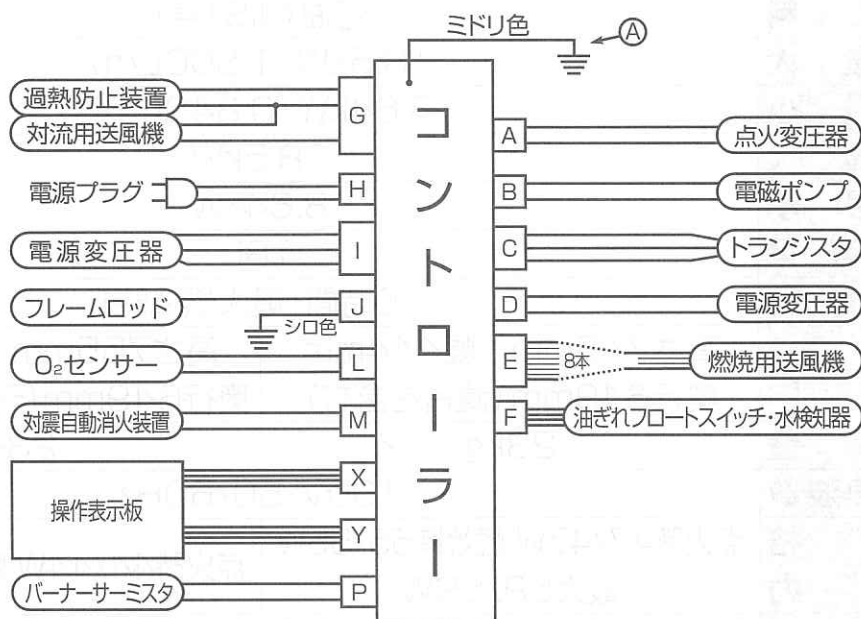 ミドリ色
A
過熱防止装置
対流用送風機
G
電源プラグ
H
電源変圧器
I
フレームロッド
J
シロ色
O₂センサー
L
対震自動消火装置
M
操作表示板
X
Y
バーナーサーミスタ
P
コントローラー
A
点火変圧器
B
電磁ポンプ
C
トランジスタ
D
電源変圧器
E
8本
燃焼用送風機
F
油ぎれフロートスイッチ・水検知器